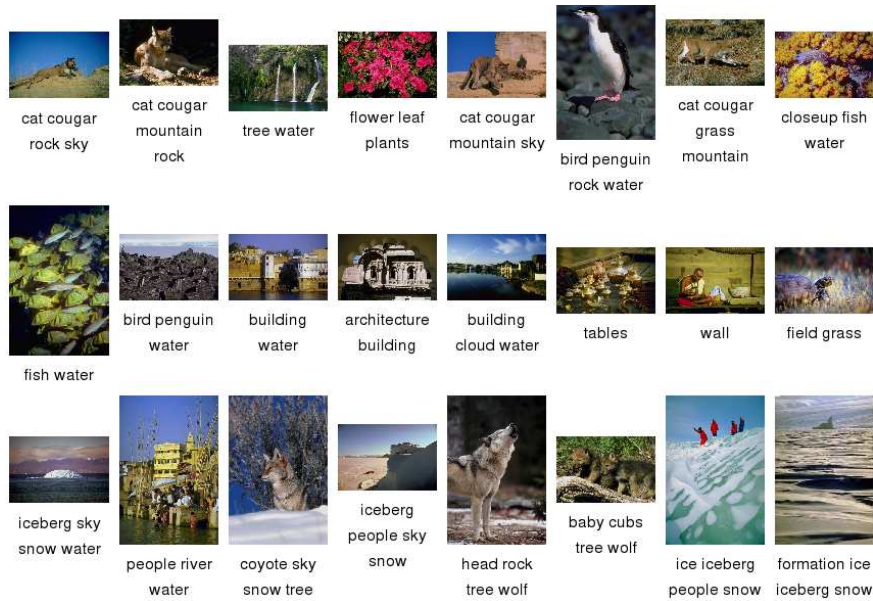 cat cougar
rock sky
cat cougar
mountain
rock
tree water
flower leaf
plants
cat cougar
mountain sky
bird penguin
rock water
cat cougar
grass
mountain
closeup fish
water
fish water
bird penguin
water
building
water
architecture
building
building
cloud water
tables
wall
field grass
iceberg sky
snow water
people river
water
coyote sky
snow tree
iceberg
people sky
snow
head rock
tree wolf
baby cubs
tree wolf
ice iceberg
people snow
formation ice
iceberg snow